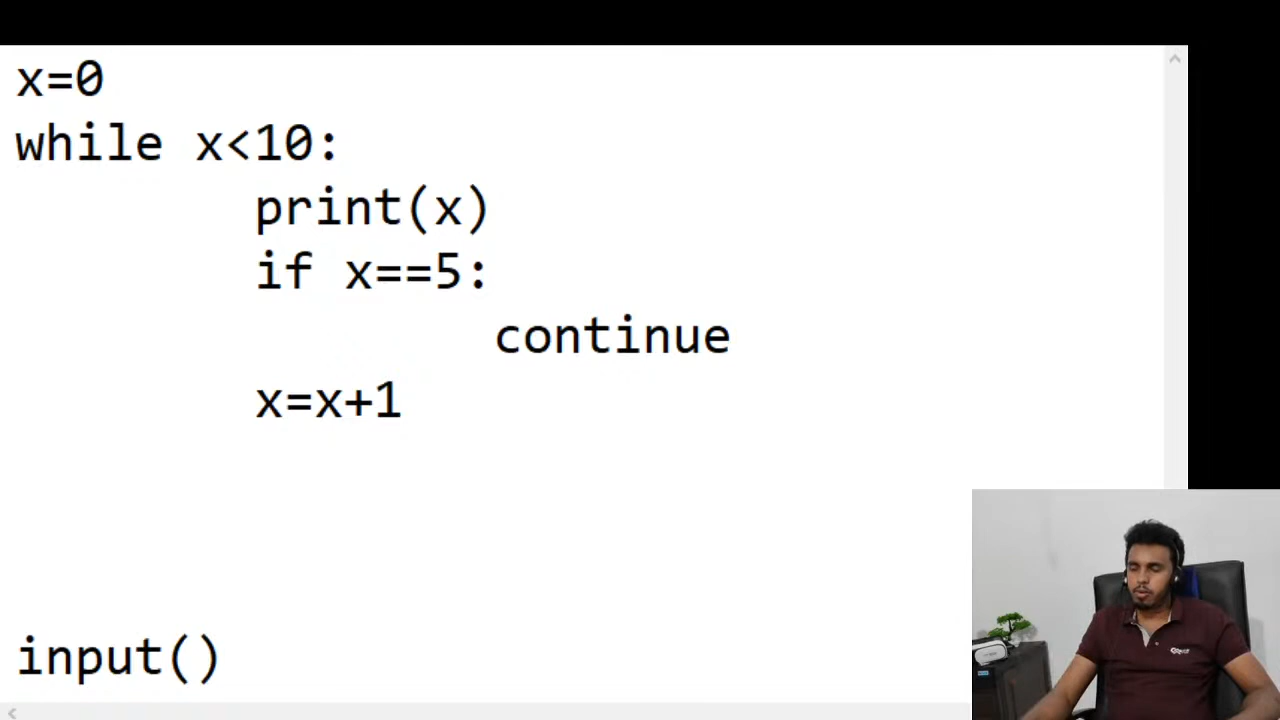 x=0
while x<10:
print(x)
if x==5:
continue
x=x+1
input()